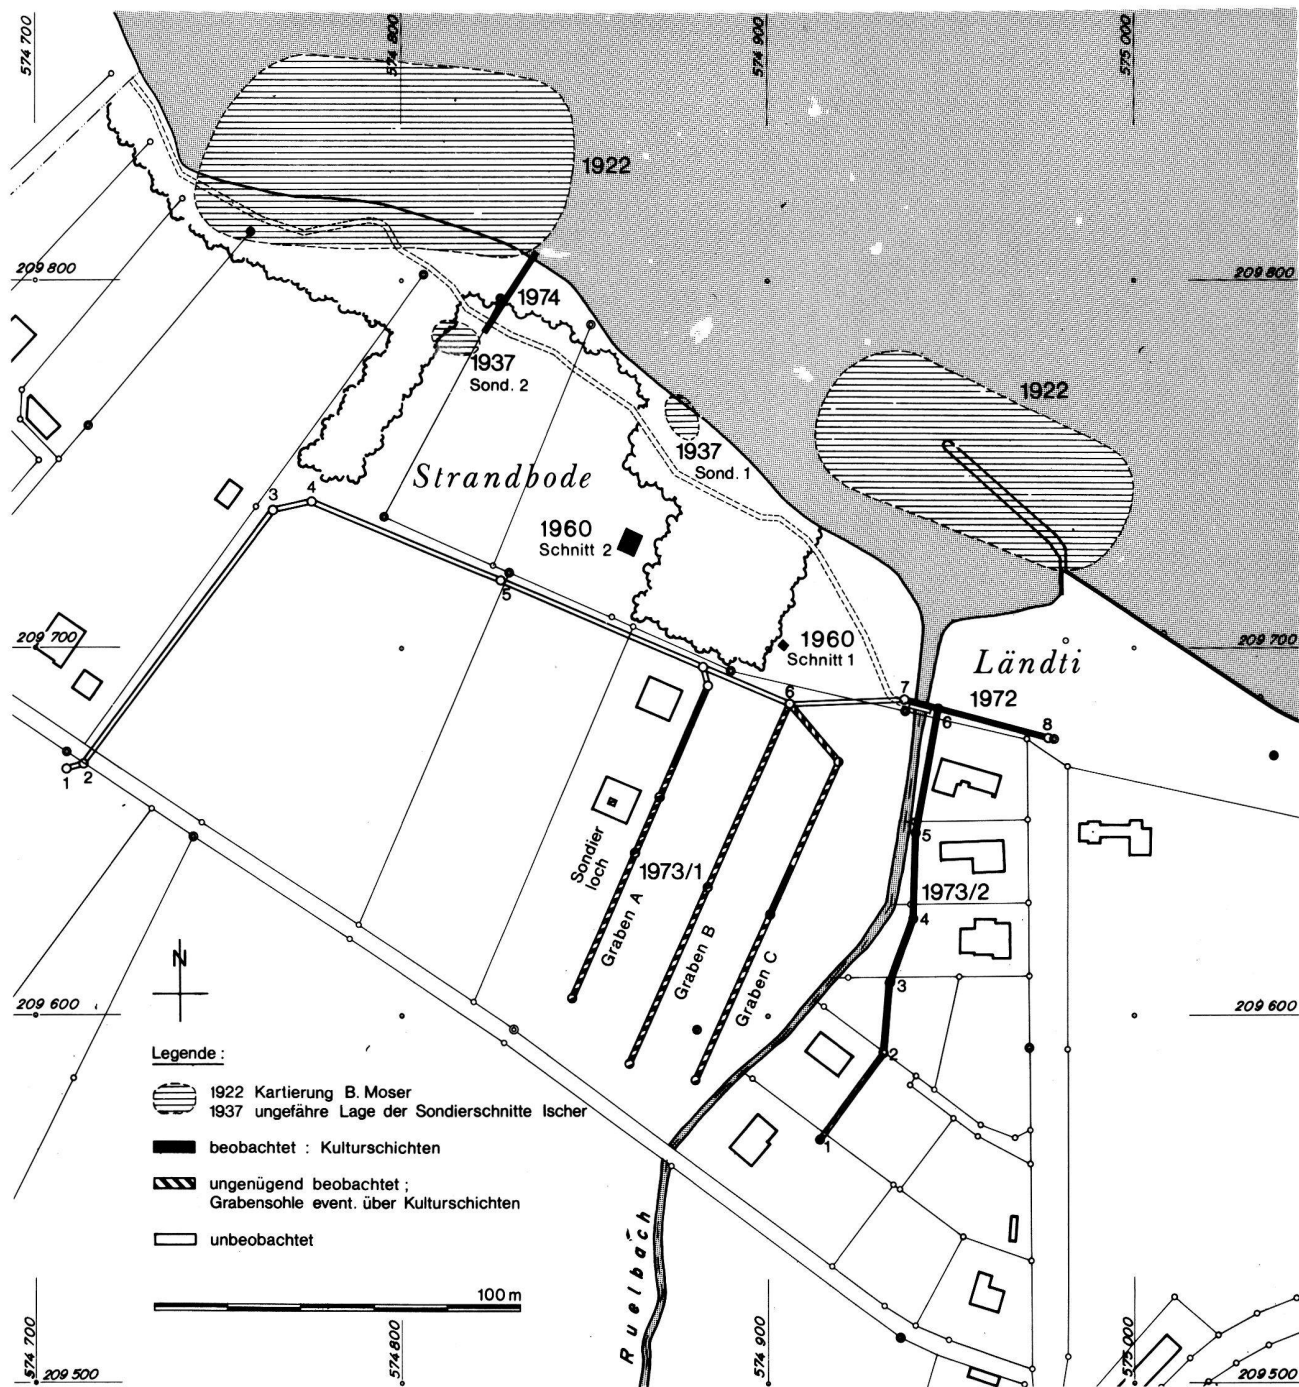 574 700
574 800
574 900
575 000
1922
209 800
209 800
1974
1937
Sond. 2
1922
1937
Sond. 1
Strandbode
3
4
1960
Schnitt 2
5
209 700
209 700
1960
Schnitt 1
Ländti
6
7
1972
6
8
1
2
5
Sondier
loch
1973/1
1973/2
4
Graben A
Graben B
Graben C
3
N
209 600
209 600
2
1
Legende :
1922 Kartierung B. Moser
1937 ungefähre Lage der Sondierschnitte Ischer
beobachtet : Kulturschichten
ungenügend beobachtet ;
Grabensohle event. über Kulturschichten
unbeobachtet
100 m
Ruelbach
574 700
574 800
574 900
575 000
209 500
209 500